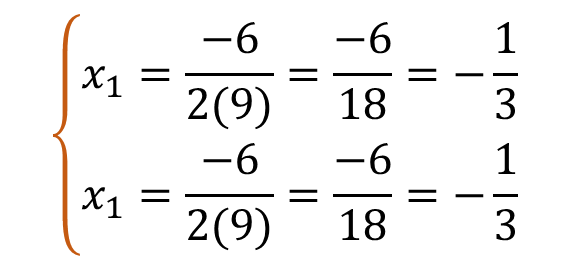 x₁ = -6/2(9) = -6/18 = -1/3
x₁ = -6/2(9) = -6/18 = -1/3